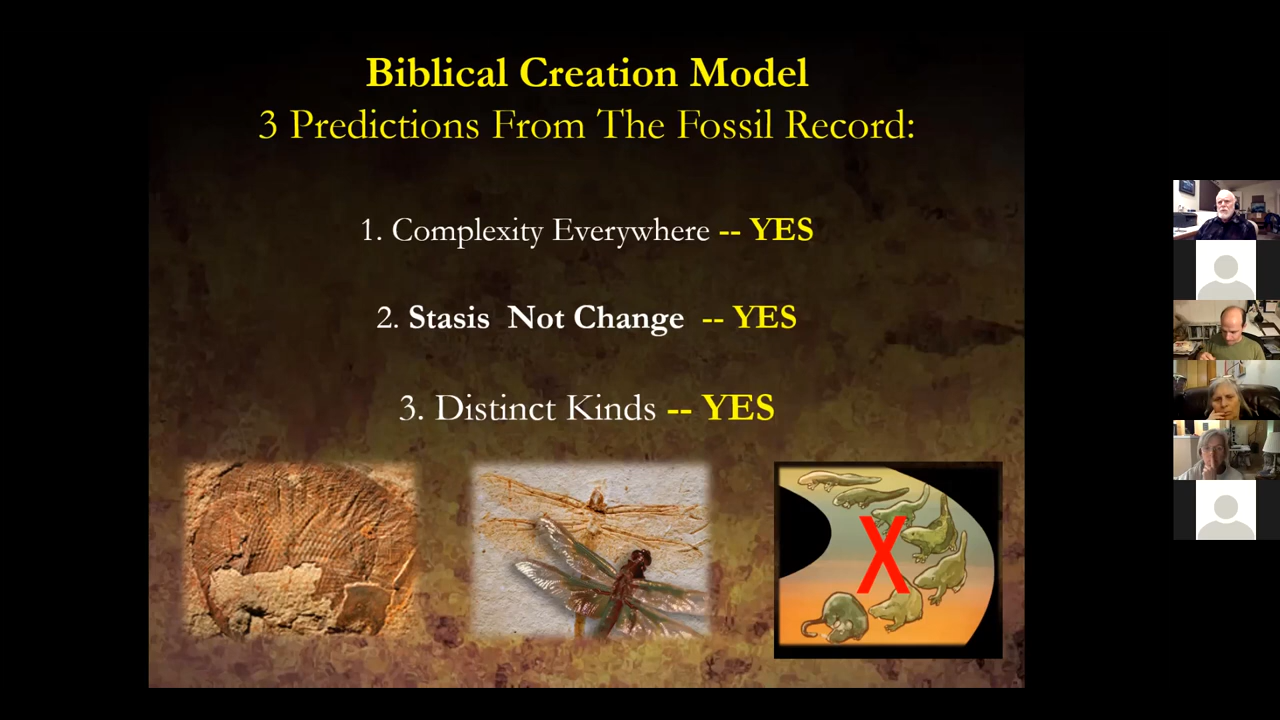 Biblical Creation Model
3 Predictions From The Fossil Record:
1. Complexity Everywhere -- YES
2. Stasis Not Change -- YES
3. Distinct Kinds -- YES
X